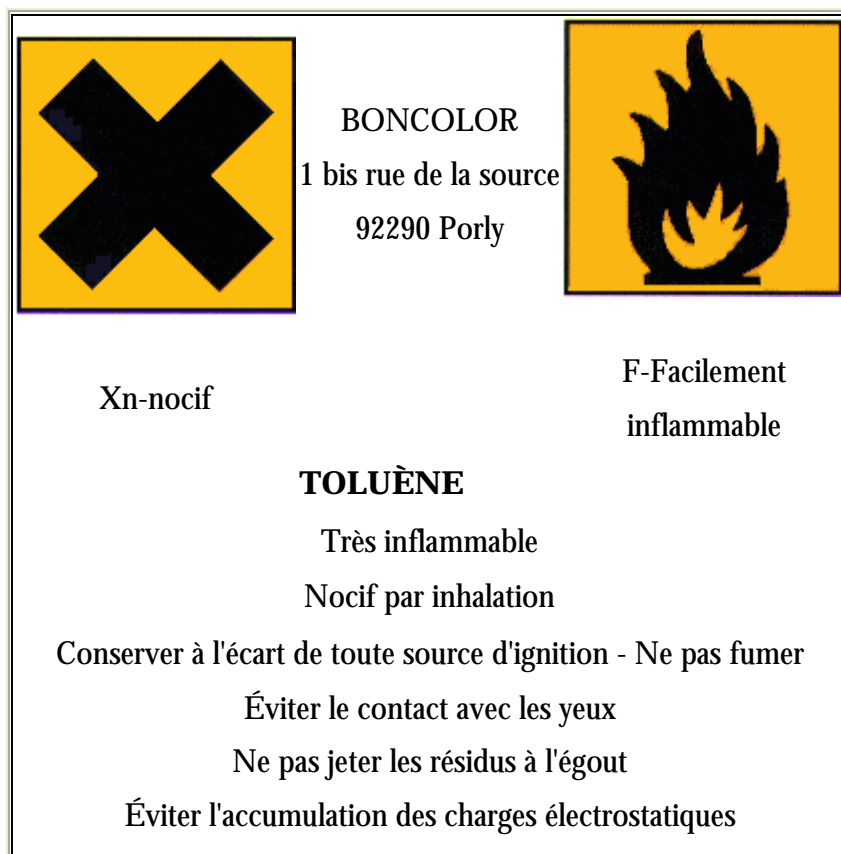 BONCOLOR
1 bis rue de la source
92290 Porly
Xn-nocif
F-Facilement
inflammable
TOLUÈNE
Très inflammable
Nocif par inhalation
Conserver à l'écart de toute source d'ignition - Ne pas fumer
Éviter le contact avec les yeux
Ne pas jeter les résidus à l'égout
Éviter l'accumulation des charges électrostatiques